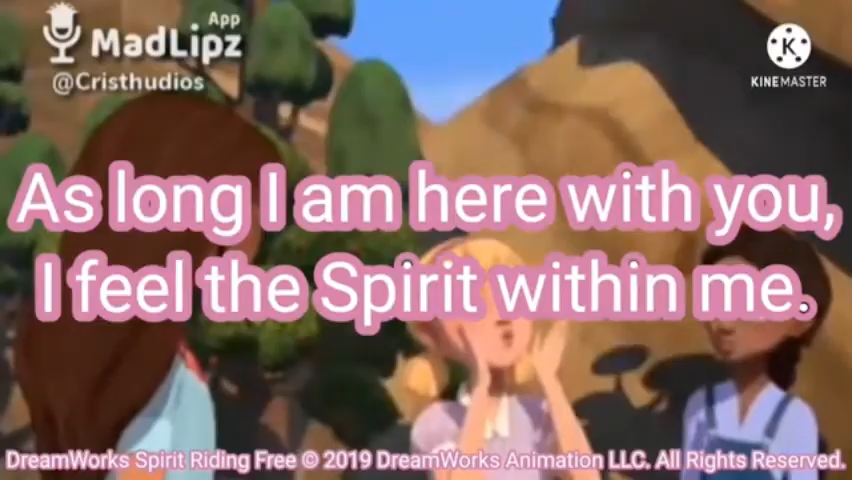 App
MadLipz
@Cristhudios
K
KINEMASTER
As long I am here with you,
I feel the Spirit within me.
DreamWorks Spirit Riding Free © 2019 DreamWorks Animation LLC. All Rights Reserved.